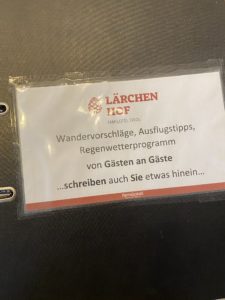 LÄRCHEN
HOF
Wandervorschläge, Ausflugstipps,
Regenwetterprogramm
von Gästen an Gäste
...schreiben auch Sie etwas hinein...